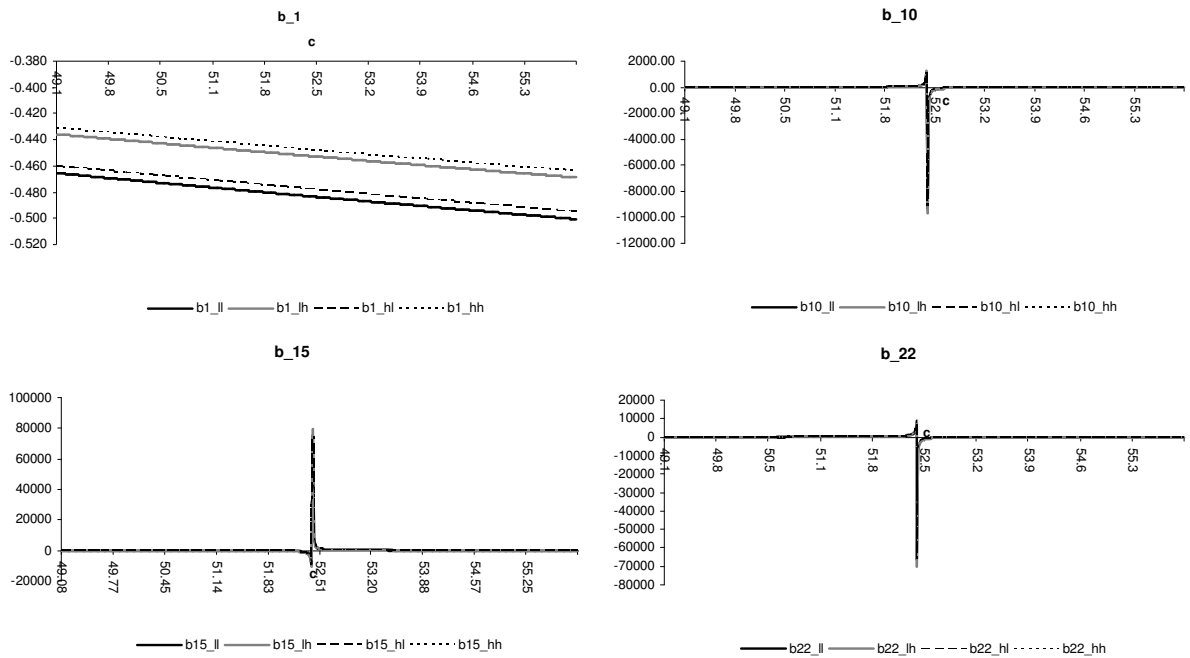 b_1
c
-0.380
-0.400
-0.420
-0.440
-0.460
-0.480
-0.500
-0.520
49.1 49.8 50.5 51.1 51.8 52.5 53.2 53.9 54.6 55.3
b1_ll b1_lh b1_hl b1_hh
b_10
2000.00
0.00
-2000.00
-4000.00
-6000.00
-8000.00
-10000.00
-12000.00
49.1 49.8 50.5 51.1 51.8 52.5 53.2 53.9 54.6 55.3
c
b10_ll b10_lh b10_hl b10_hh
b_15
100000
80000
60000
40000
20000
0
-20000
49.08 49.77 50.45 51.14 51.83 52.51 53.20 53.88 54.57 55.25
c
b15_ll b15_lh b15_hl b15_hh
b_22
20000
10000
0
-10000
-20000
-30000
-40000
-50000
-60000
-70000
-80000
c
49.1 49.8 50.5 51.1 51.8 52.5 53.2 53.9 54.6 55.3
b22_ll b22_lh b22_hl b22_hh